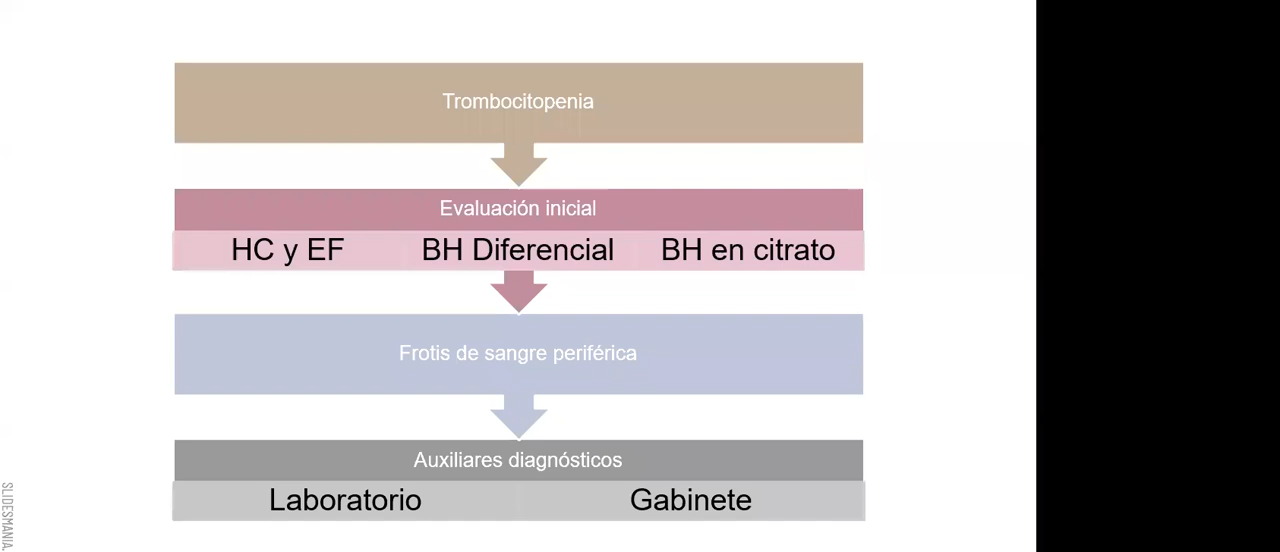 Trombocitopenia
Evaluación inicial
HC y EF BH Diferencial BH en citrato
Frotis de sangre periférica
Auxiliares diagnósticos
Laboratorio Gabinete
SLIDESMANIA.